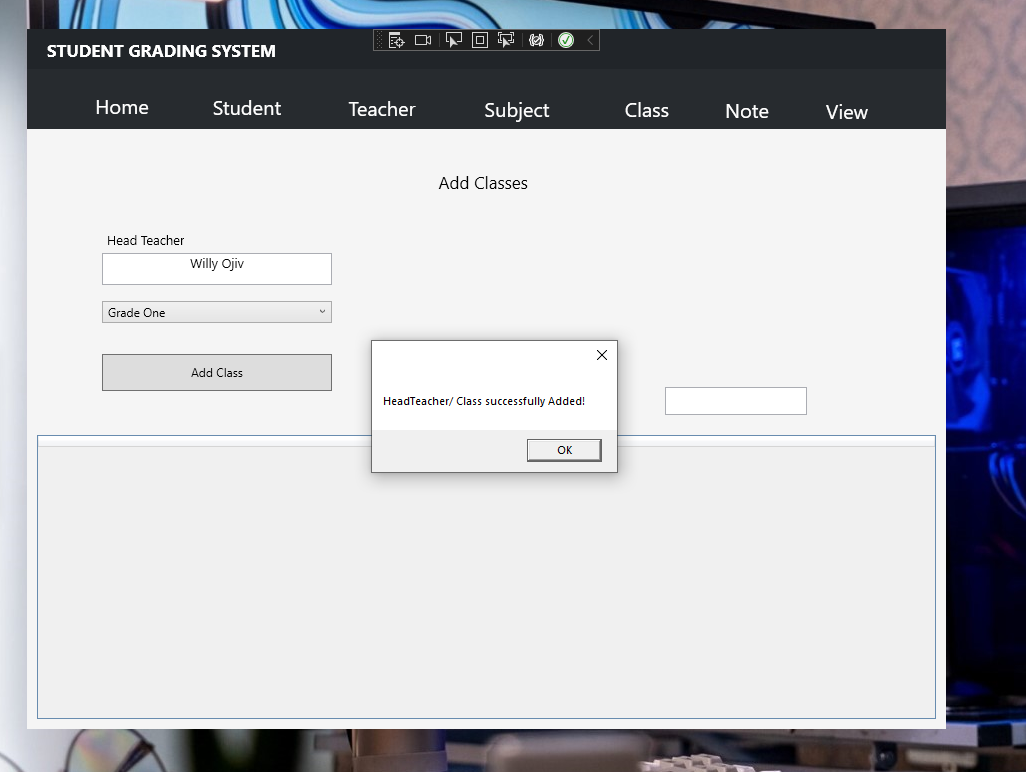 STUDENT GRADING SYSTEM
Home Student Teacher Subject Class Note View
Add Classes
Head Teacher
Willy Ojiv
Grade One
Add Class
HeadTeacher/ Class successfully Added!
OK